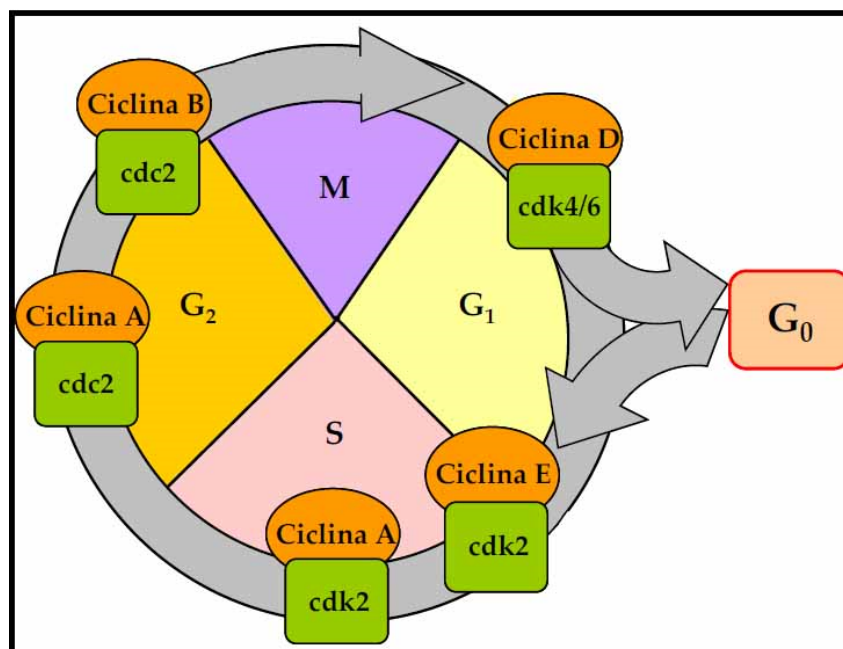 Ciclina B
cdc2
M
Ciclina D
cdk4/6
Ciclina A
cdc2
G₂
G₁
G₀
S
Ciclina E
cdk2
Ciclina A
cdk2